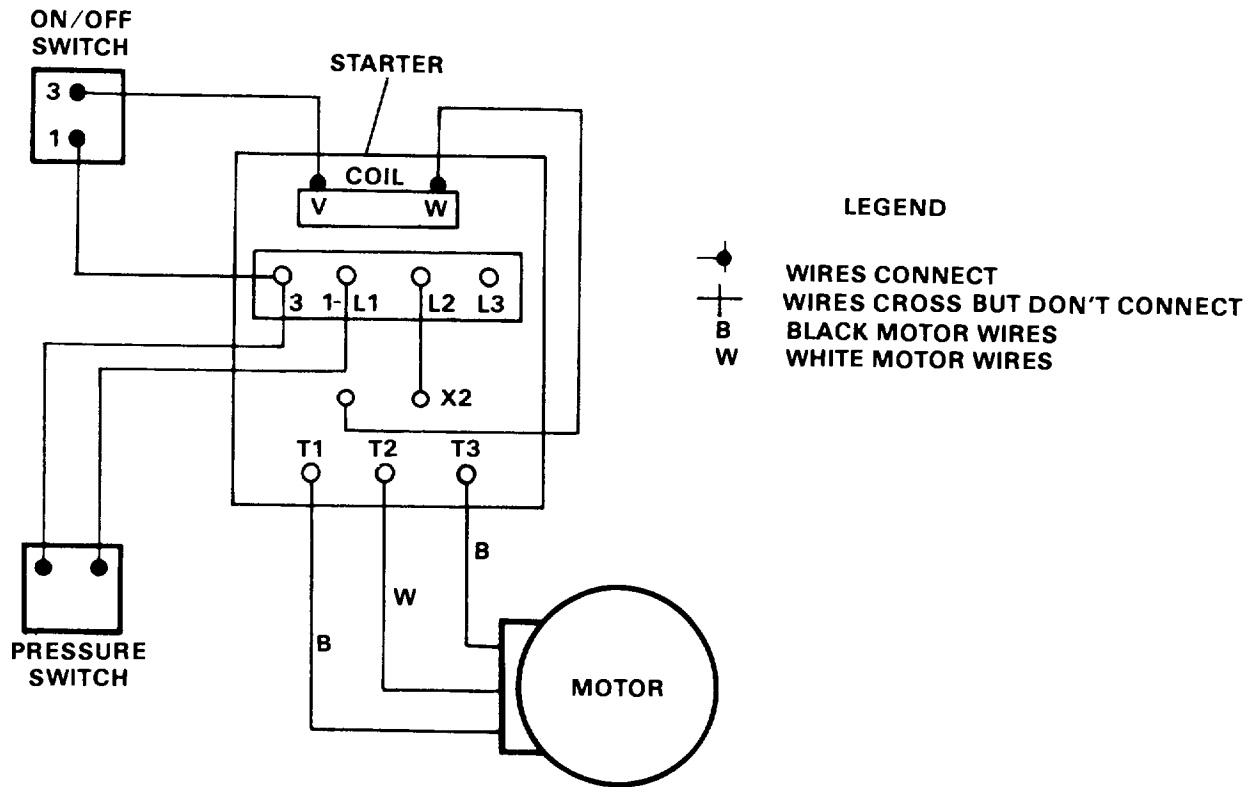 ON/OFF
SWITCH
3
1
STARTER
COIL
V
W
3
1-
L1
L2
L3
X2
T1
T2
T3
B
W
B
PRESSURE
SWITCH
MOTOR
LEGEND
WIRES CONNECT
WIRES CROSS BUT DON'T CONNECT
B BLACK MOTOR WIRES
W WHITE MOTOR WIRES